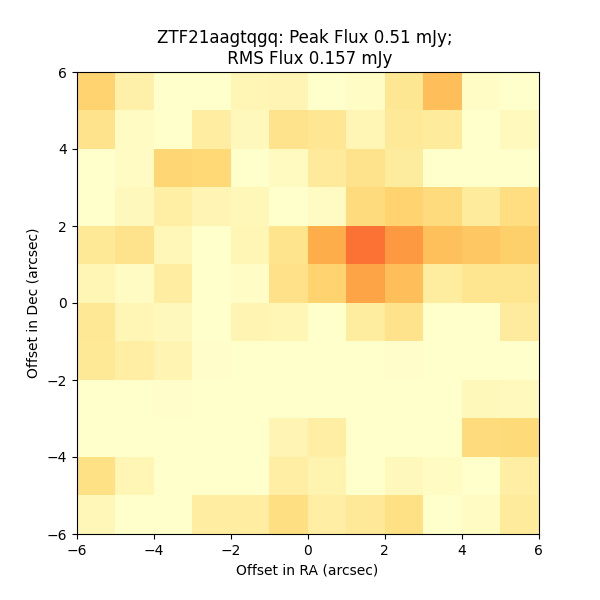 ZTF21aagtqgq: Peak Flux 0.51 mJy;
RMS Flux 0.157 mJy
6
4
2
0
−2
−4
−6
Offset in Dec (arcsec)
−6 −4 −2 0 2 4 6
Offset in RA (arcsec)